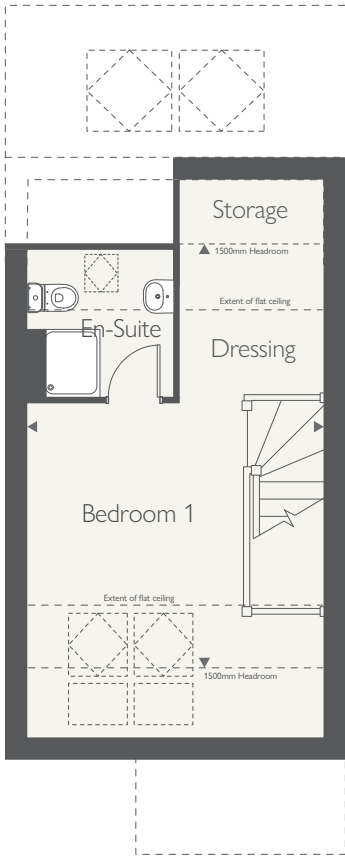 Storage
1500mm Headroom
Extent of flat ceiling
En-Suite
Dressing
Bedroom 1
Extent of flat ceiling
1500mm Headroom